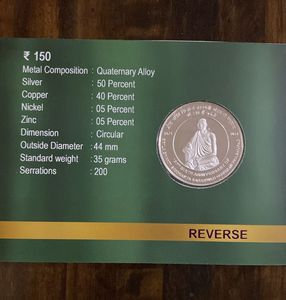 ₹ 150
Metal Composition : Quaternary Alloy
Silver : 50 Percent
Copper : 40 Percent
Nickel : 05 Percent
Zinc : 05 Percent
Dimension : Circular
Outside Diameter : 44 mm
Standard weight : 35 grams
Serrations : 200
REVERSE